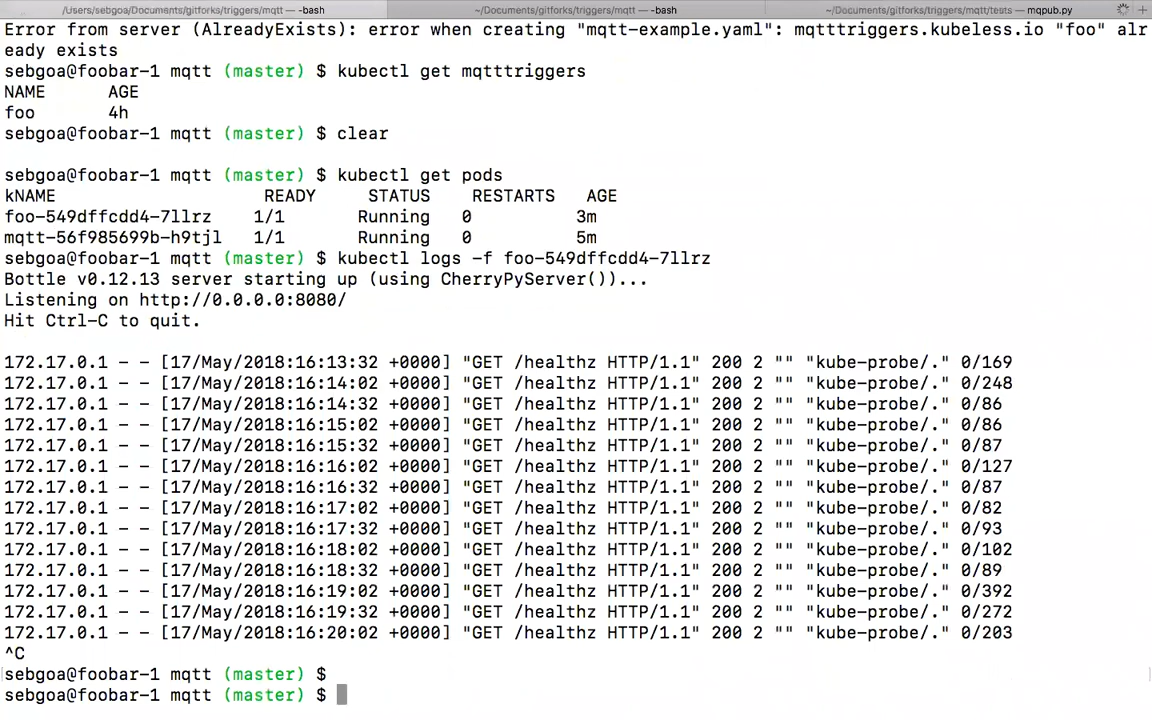 /Users/sebgoa/Documents/gitforks/triggers/mqtt — -bash
~/Documents/gitforks/triggers/mqtt — -bash
~/Documents/gitforks/triggers/mqtt/tests — mqpub.py
Error from server (AlreadyExists): error when creating "mqtt-example.yaml": mqtttriggers.kubeless.io "foo" alr
eady exists
sebgoa@foobar-1 mqtt (master) $ kubectl get mqtttriggers
NAME AGE
foo 4h
sebgoa@foobar-1 mqtt (master) $ clear
sebgoa@foobar-1 mqtt (master) $ kubectl get pods
kNAME READY STATUS RESTARTS AGE
foo-549dffcdd4-7llrz 1/1 Running 0 3m
mqtt-56f985699b-h9tjl 1/1 Running 0 5m
sebgoa@foobar-1 mqtt (master) $ kubectl logs -f foo-549dffcdd4-7llrz
Bottle v0.12.13 server starting up (using CherryPyServer())...
Listening on http://0.0.0.0:8080/
Hit Ctrl-C to quit.
172.17.0.1 - - [17/May/2018:16:13:32 +0000] "GET /healthz HTTP/1.1" 200 2 "" "kube-probe/." 0/169
172.17.0.1 - - [17/May/2018:16:14:02 +0000] "GET /healthz HTTP/1.1" 200 2 "" "kube-probe/." 0/248
172.17.0.1 - - [17/May/2018:16:14:32 +0000] "GET /healthz HTTP/1.1" 200 2 "" "kube-probe/." 0/86
172.17.0.1 - - [17/May/2018:16:15:02 +0000] "GET /healthz HTTP/1.1" 200 2 "" "kube-probe/." 0/86
172.17.0.1 - - [17/May/2018:16:15:32 +0000] "GET /healthz HTTP/1.1" 200 2 "" "kube-probe/." 0/87
172.17.0.1 - - [17/May/2018:16:16:02 +0000] "GET /healthz HTTP/1.1" 200 2 "" "kube-probe/." 0/127
172.17.0.1 - - [17/May/2018:16:16:32 +0000] "GET /healthz HTTP/1.1" 200 2 "" "kube-probe/." 0/87
172.17.0.1 - - [17/May/2018:16:17:02 +0000] "GET /healthz HTTP/1.1" 200 2 "" "kube-probe/." 0/82
172.17.0.1 - - [17/May/2018:16:17:32 +0000] "GET /healthz HTTP/1.1" 200 2 "" "kube-probe/." 0/93
172.17.0.1 - - [17/May/2018:16:18:02 +0000] "GET /healthz HTTP/1.1" 200 2 "" "kube-probe/." 0/102
172.17.0.1 - - [17/May/2018:16:18:32 +0000] "GET /healthz HTTP/1.1" 200 2 "" "kube-probe/." 0/89
172.17.0.1 - - [17/May/2018:16:19:02 +0000] "GET /healthz HTTP/1.1" 200 2 "" "kube-probe/." 0/392
172.17.0.1 - - [17/May/2018:16:19:32 +0000] "GET /healthz HTTP/1.1" 200 2 "" "kube-probe/." 0/272
172.17.0.1 - - [17/May/2018:16:20:02 +0000] "GET /healthz HTTP/1.1" 200 2 "" "kube-probe/." 0/203
^C
sebgoa@foobar-1 mqtt (master) $
sebgoa@foobar-1 mqtt (master) $